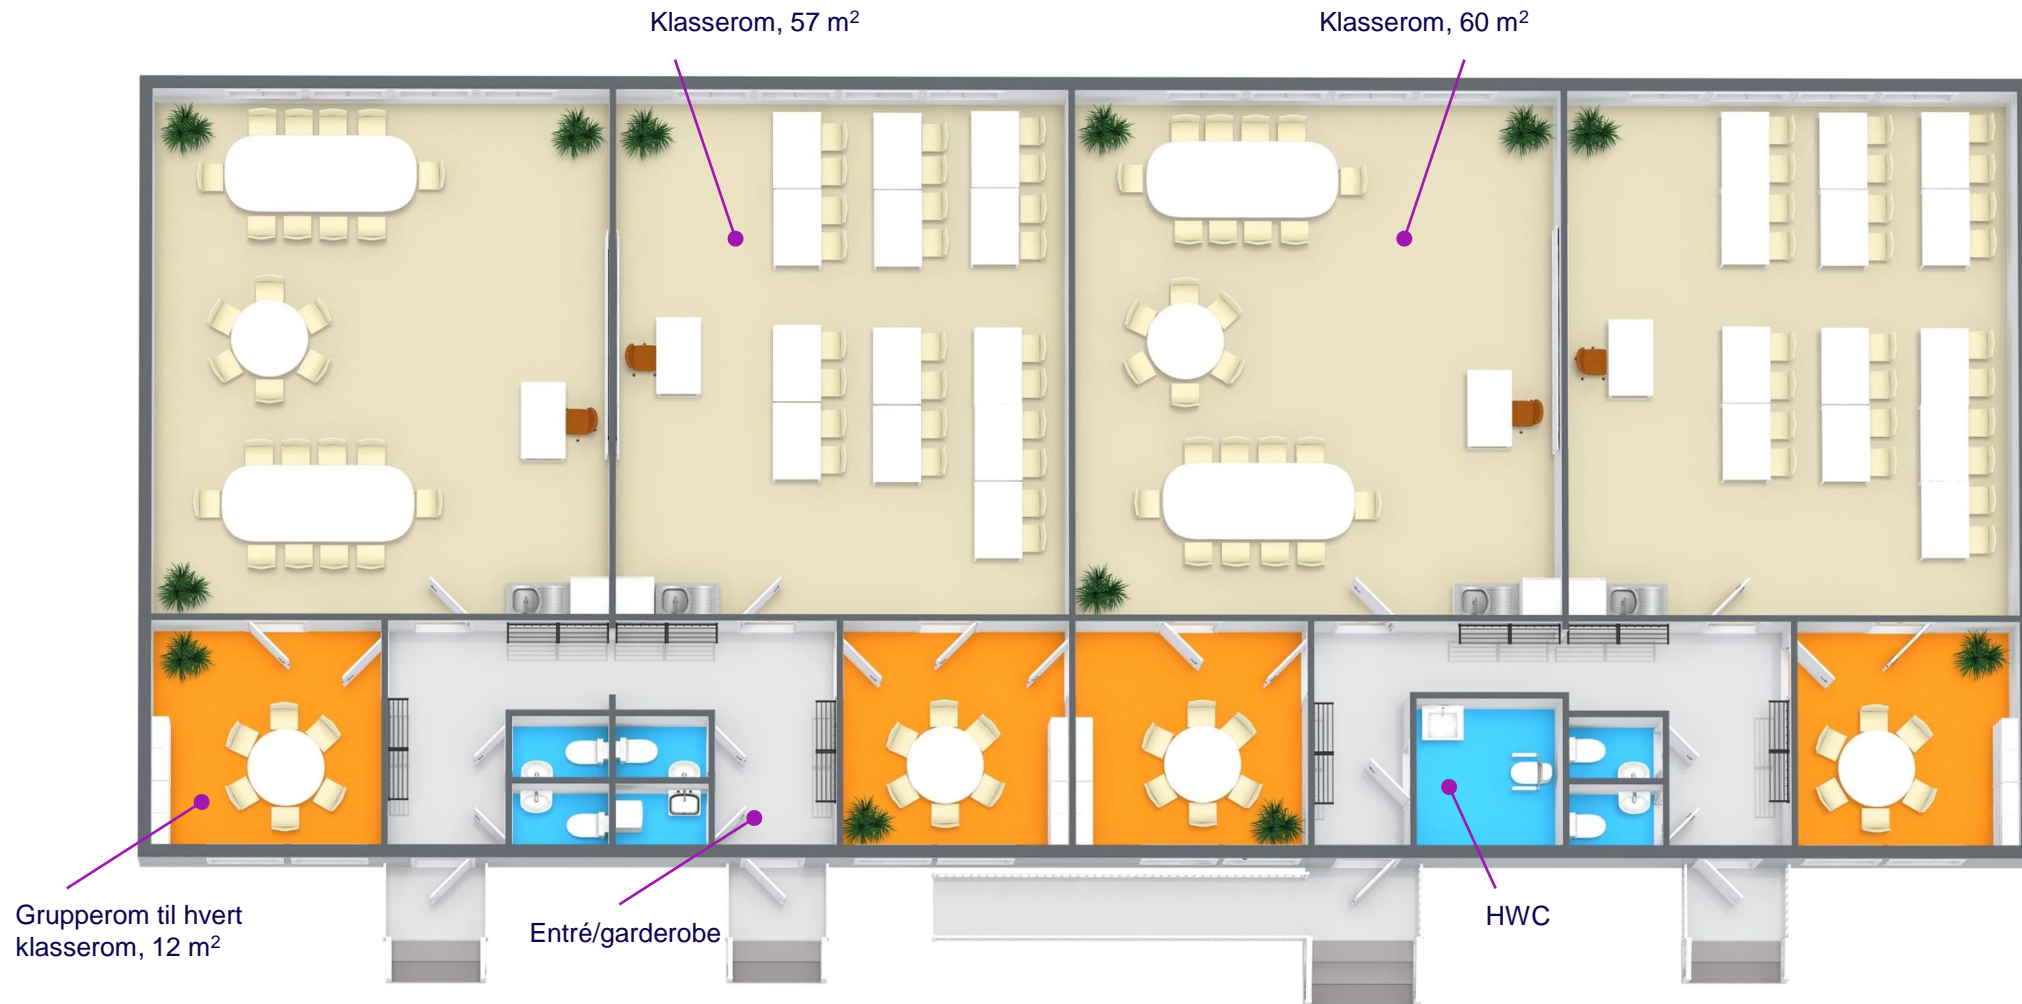 Klasserom, 57 m²
Klasserom, 60 m²
Grupperom til hvert
klasserom, 12 m²
Entré/garderobe
HWC